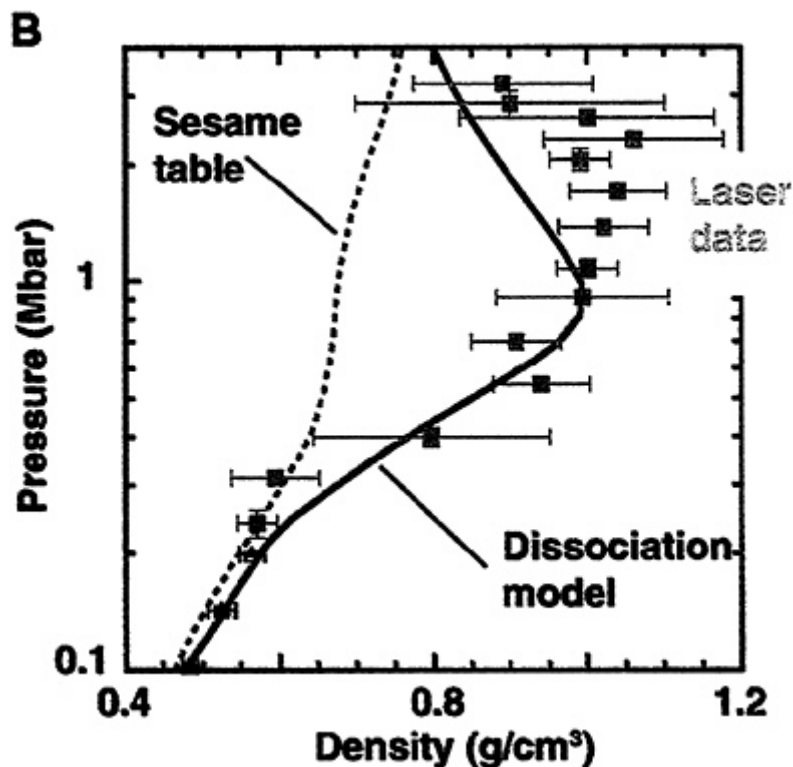 B
Sesame
table
Laser
data
1
Pressure (Mbar)
Dissociation
model
0.1
0.4
0.8
1.2
Density (g/cm³)